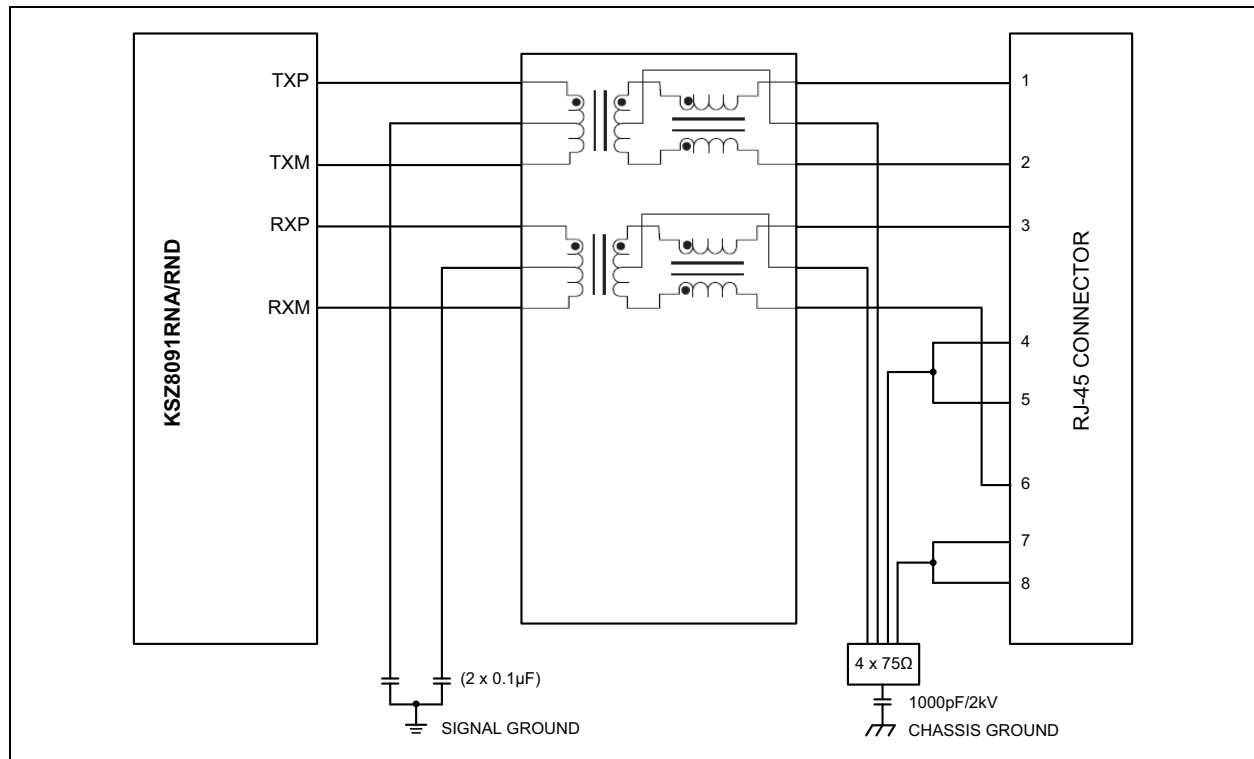 KSZ8091RNA/RND
TXP
TXM
RXP
RXM
1
2
3
4
5
6
7
8
RJ-45 CONNECTOR
(2 x 0.1µF)
SIGNAL GROUND
4 x 75Ω
1000pF/2kV
CHASSIS GROUND